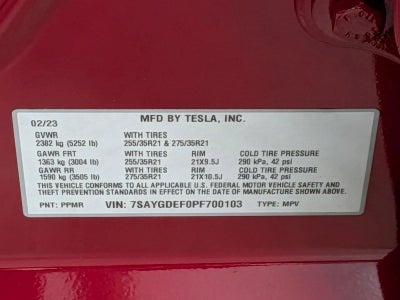 02/23 MFD BY TESLA, INC.
GVWR WITH TIRES
2382 kg (5252 lb) 255/35R21 & 275/35R21
GAWR FRT WITH TIRES RIM COLD TIRE PRESSURE
1363 kg (3004 lb) 255/35R21 21X9.5J 290 kPa, 42 psi
GAWR RR WITH TIRES RIM COLD TIRE PRESSURE
1590 kg (3505 lb) 275/35R21 21X10.5J 290 kPa, 42 psi
THIS VEHICLE CONFORMS TO ALL APPLICABLE U.S. FEDERAL MOTOR VEHICLE SAFETY AND
THEFT PREVENTION STANDARDS IN EFFECT ON THE DATE OF MANUFACTURE SHOWN ABOVE.
PNT: PPMR VIN: 7SAYGDEF0PF700103 TYPE: MPV